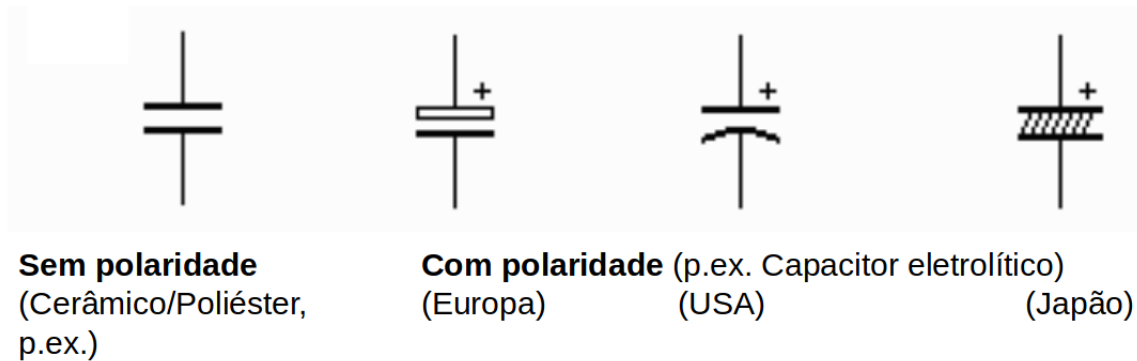 + + +
Sem polaridade
(Cerâmico/Poliéster,
p.ex.)
Com polaridade (p.ex. Capacitor eletrolítico)
(Europa) (USA) (Japão)